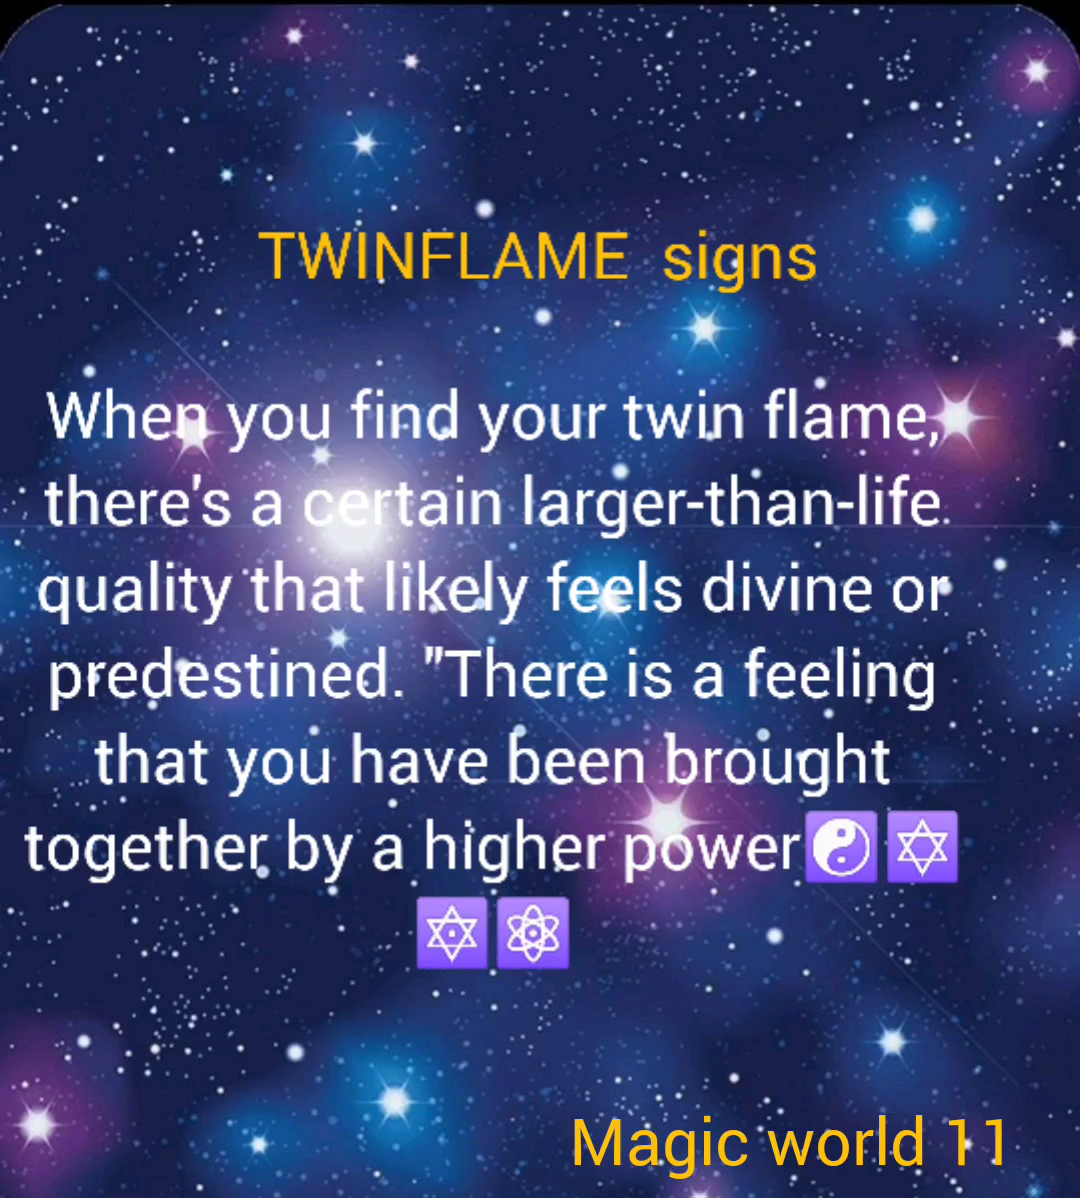 TWINFLAME signs
When you find your twin flame,
there's a certain larger-than-life
quality that likely feels divine or
predestined. "There is a feeling
that you have been brought
together by a higher power☯️✡️
🔯⚛️
Magic world 11